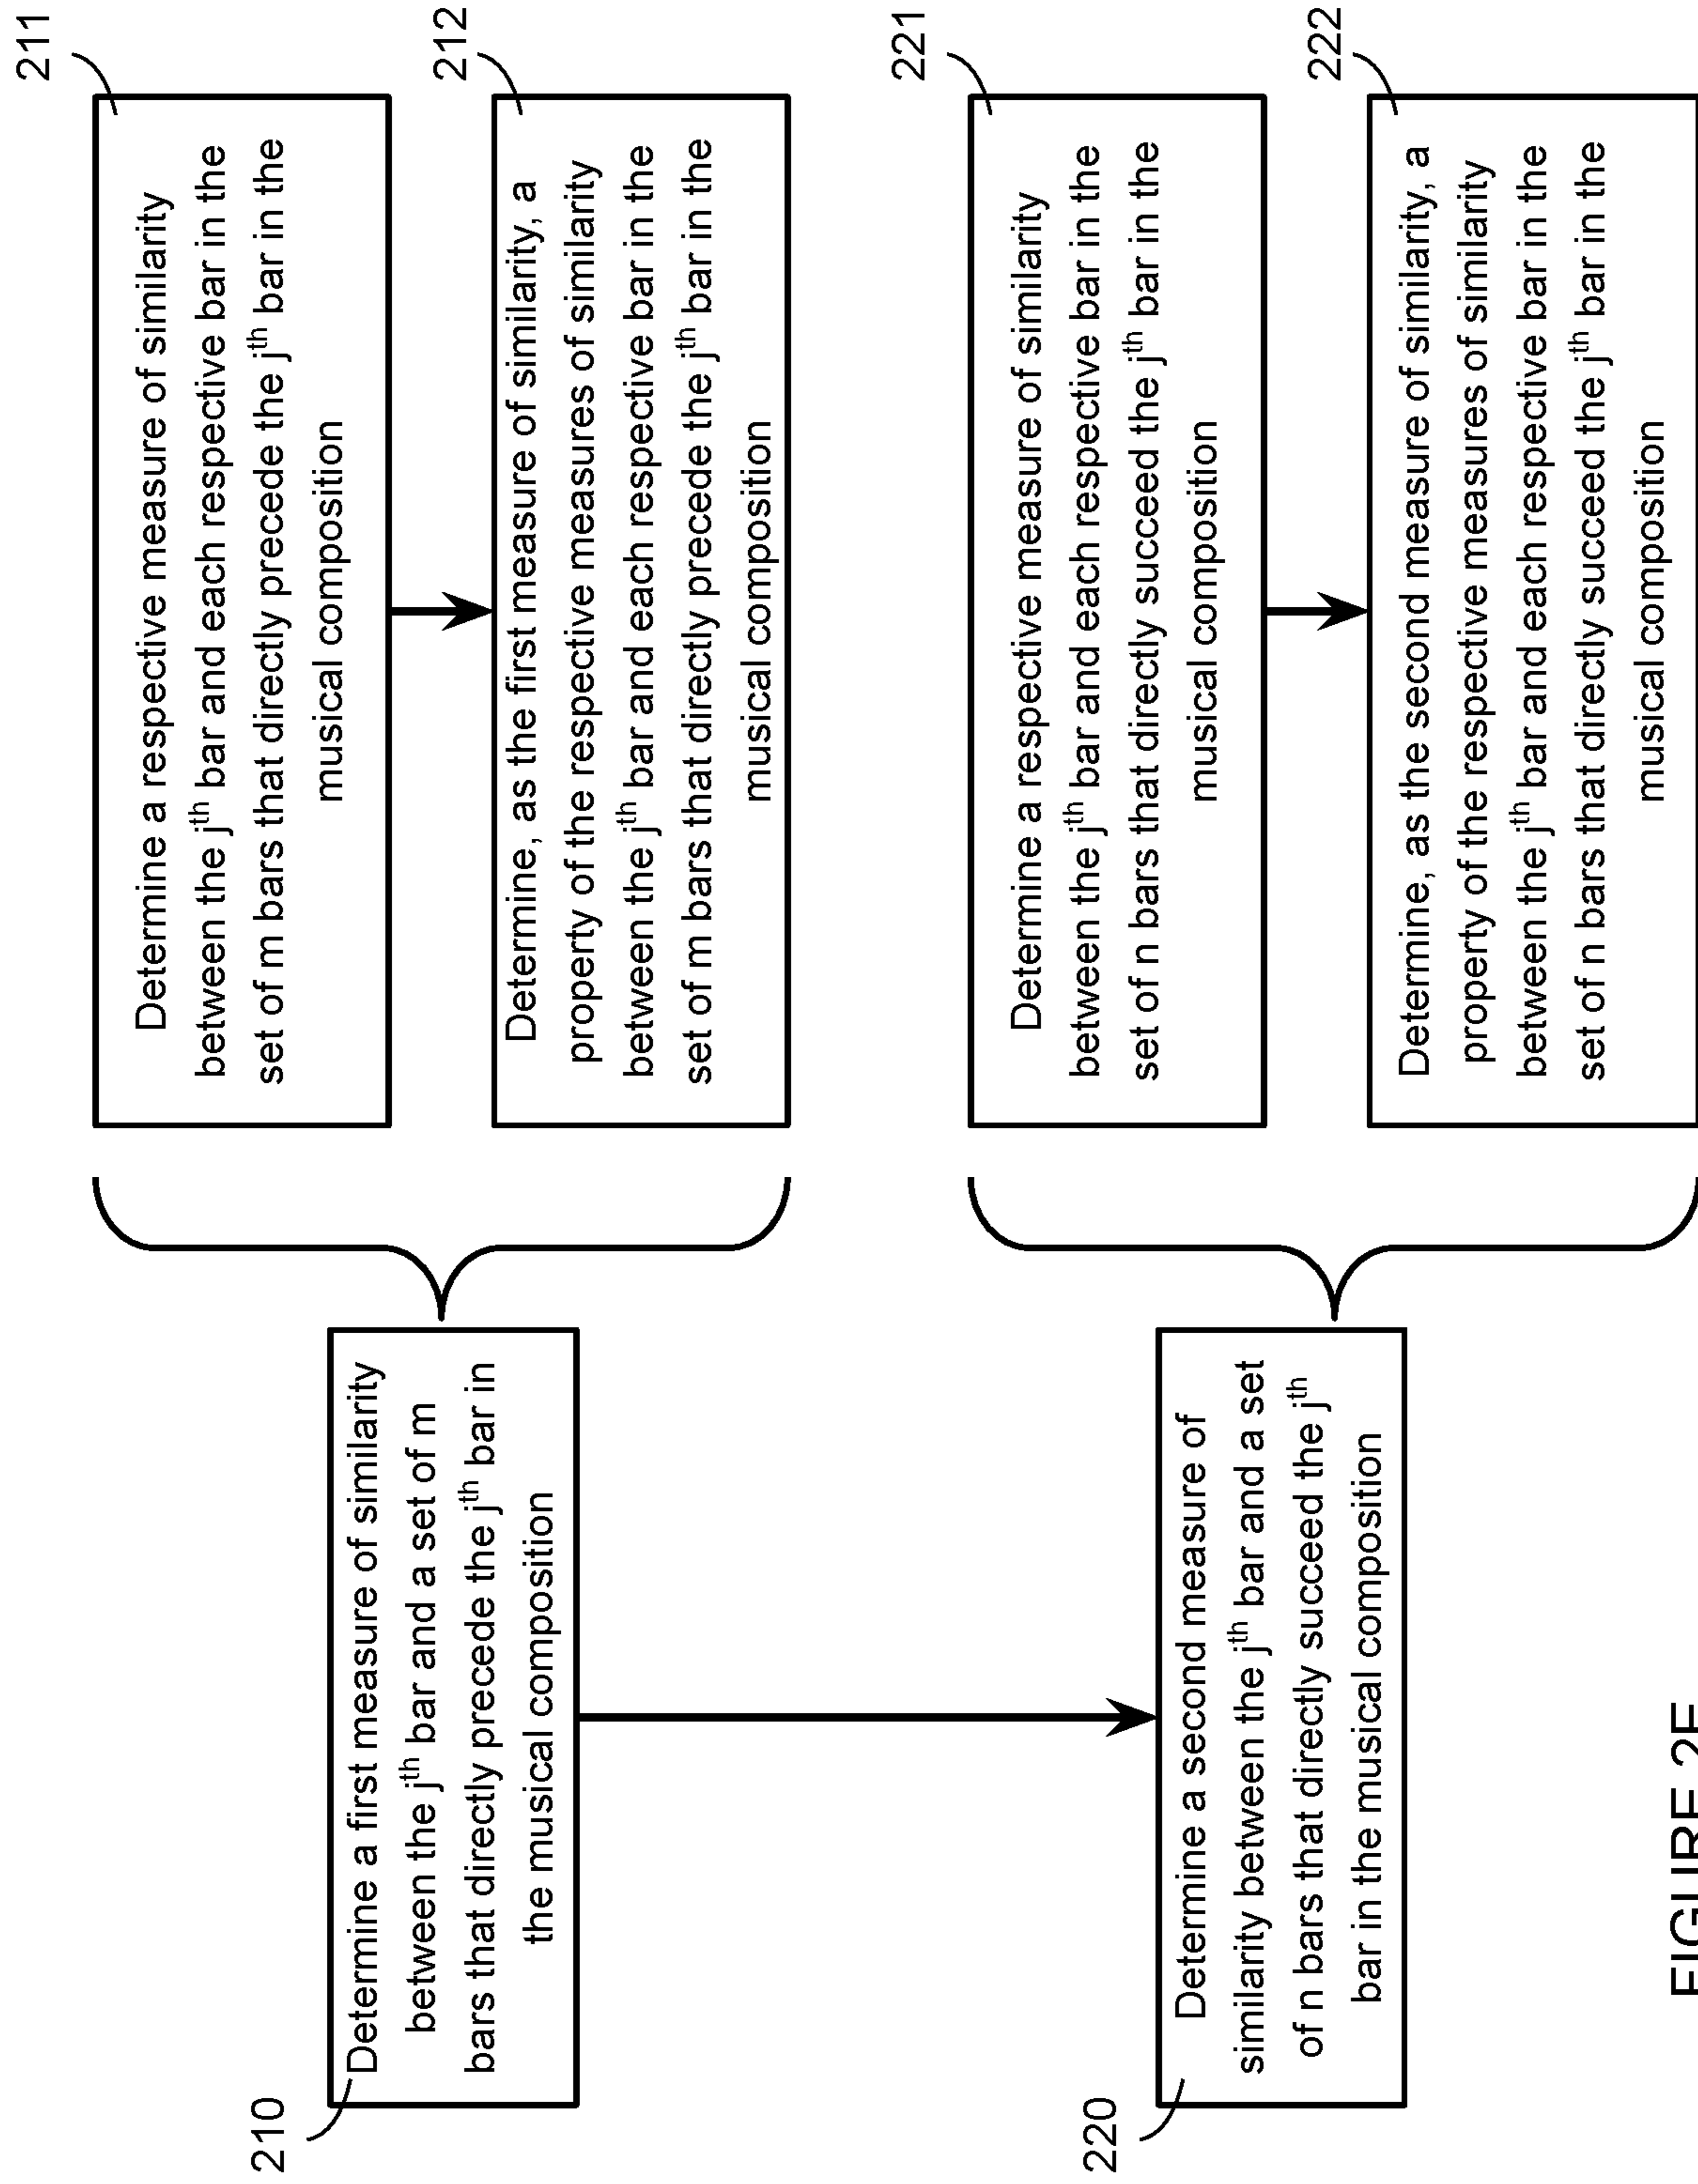 210
Determine a first measure of similarity
between the jth bar and a set of m
bars that directly precede the jth bar in
the musical composition
211
Determine a respective measure of similarity
between the jth bar and each respective bar in the
set of m bars that directly precede the jth bar in the
musical composition
212
Determine, as the first measure of similarity, a
property of the respective measures of similarity
between the jth bar and each respective bar in the
set of m bars that directly precede the jth bar in the
musical composition
220
Determine a second measure of
similarity between the jth bar and a set
of n bars that directly succeed the jth
bar in the musical composition
221
Determine a respective measure of similarity
between the jth bar and each respective bar in the
set of n bars that directly succeed the jth bar in the
musical composition
222
Determine, as the second measure of similarity, a
property of the respective measures of similarity
between the jth bar and each respective bar in the
set of n bars that directly succeed the jth bar in the
musical composition
FIGURE